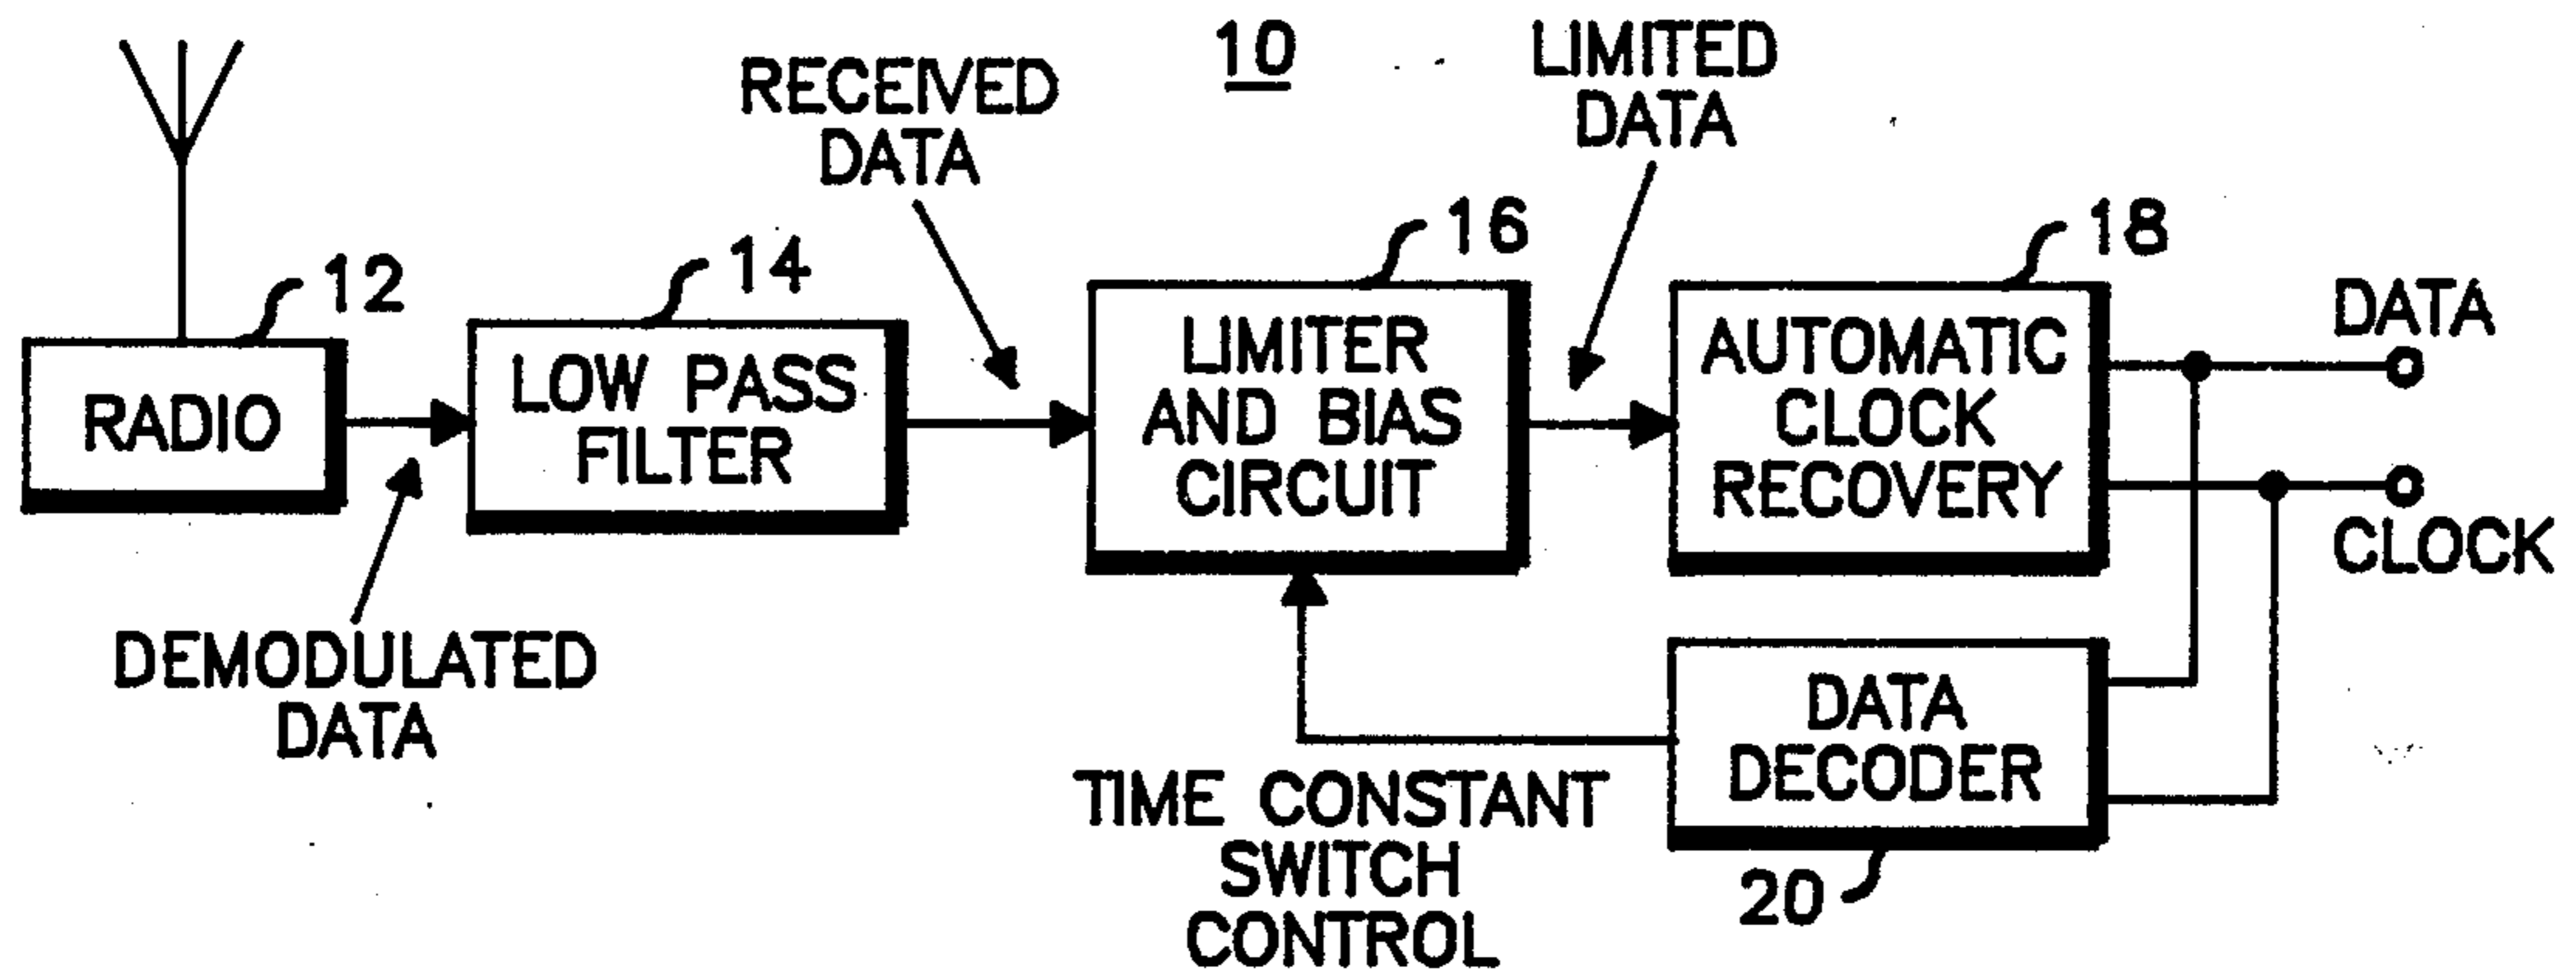 10
RECEIVED
DATA
LIMITED
DATA
12
14
16
18
RADIO
LOW PASS
FILTER
LIMITER
AND BIAS
CIRCUIT
AUTOMATIC
CLOCK
RECOVERY
DATA
CLOCK
DEMODULATED
DATA
TIME CONSTANT
SWITCH
CONTROL
DATA
DECODER
20